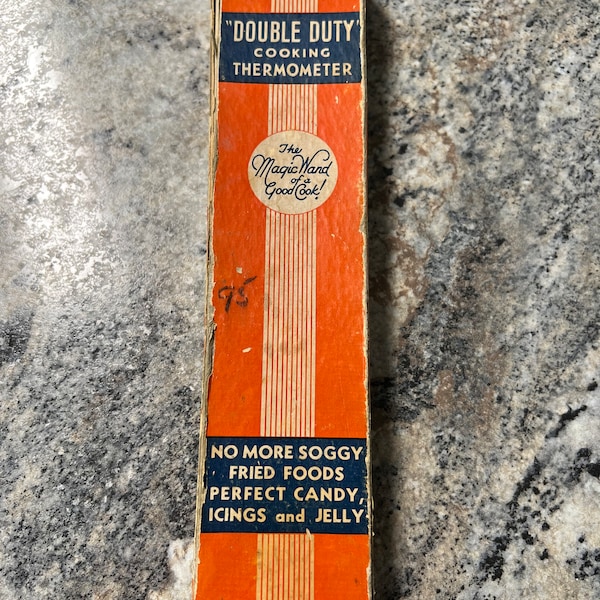 "DOUBLE DUTY"
COOKING
THERMOMETER
The
Magic Wand
of a
Good Cook!
95
NO MORE SOGGY
FRIED FOODS
PERFECT CANDY,
ICINGS and JELLY